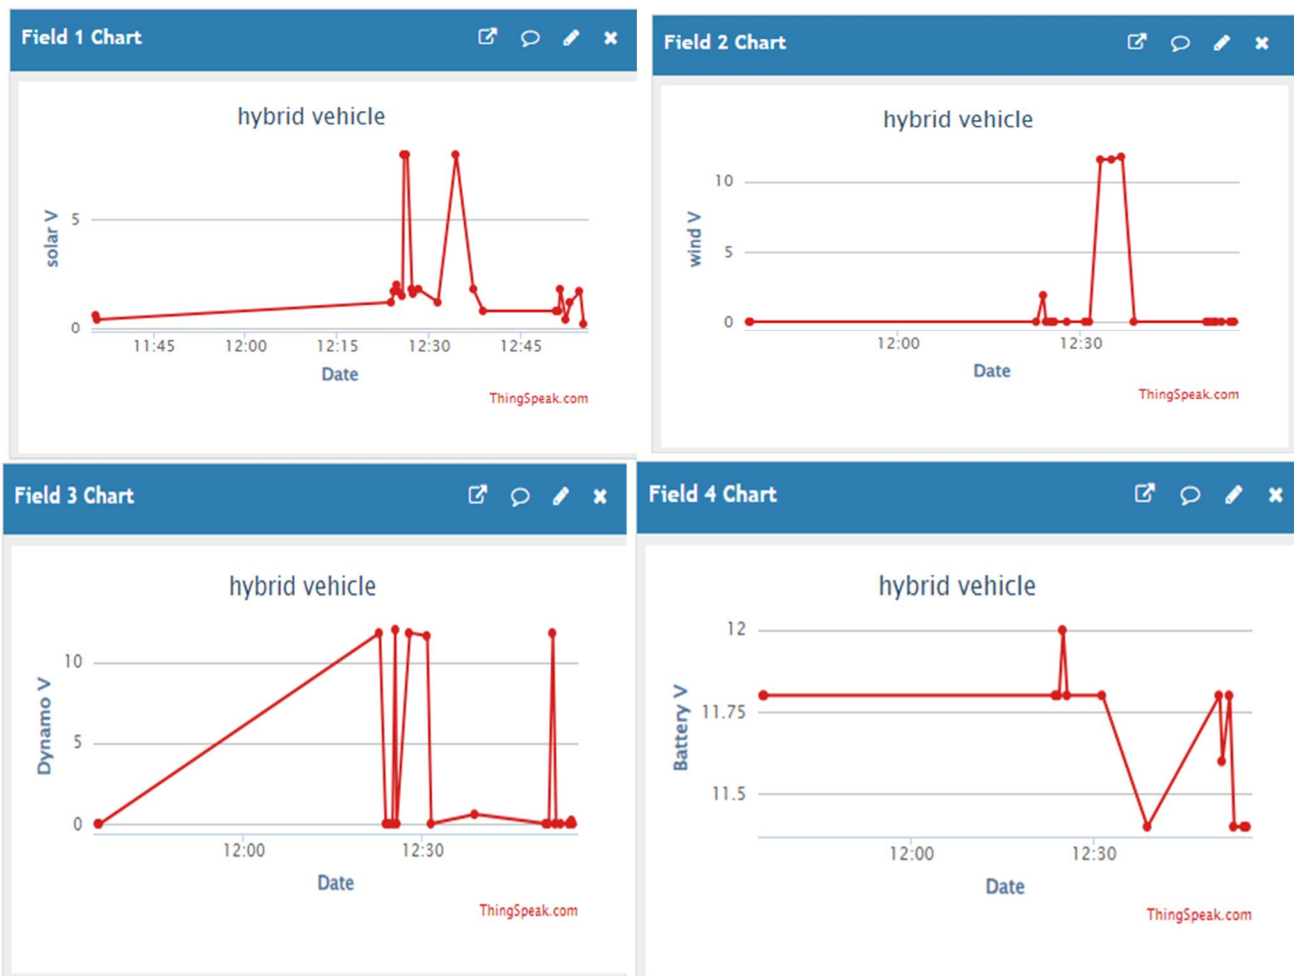 Field 1 Chart
hybrid vehicle
solar V
5
0
11:45 12:00 12:15 12:30 12:45
Date
ThingSpeak.com
Field 2 Chart
hybrid vehicle
wind V
10
5
0
12:00 12:30
Date
ThingSpeak.com
Field 3 Chart
hybrid vehicle
Dynamo V
10
5
0
12:00 12:30
Date
ThingSpeak.com
Field 4 Chart
hybrid vehicle
Battery V
12
11.75
11.5
12:00 12:30
Date
ThingSpeak.com